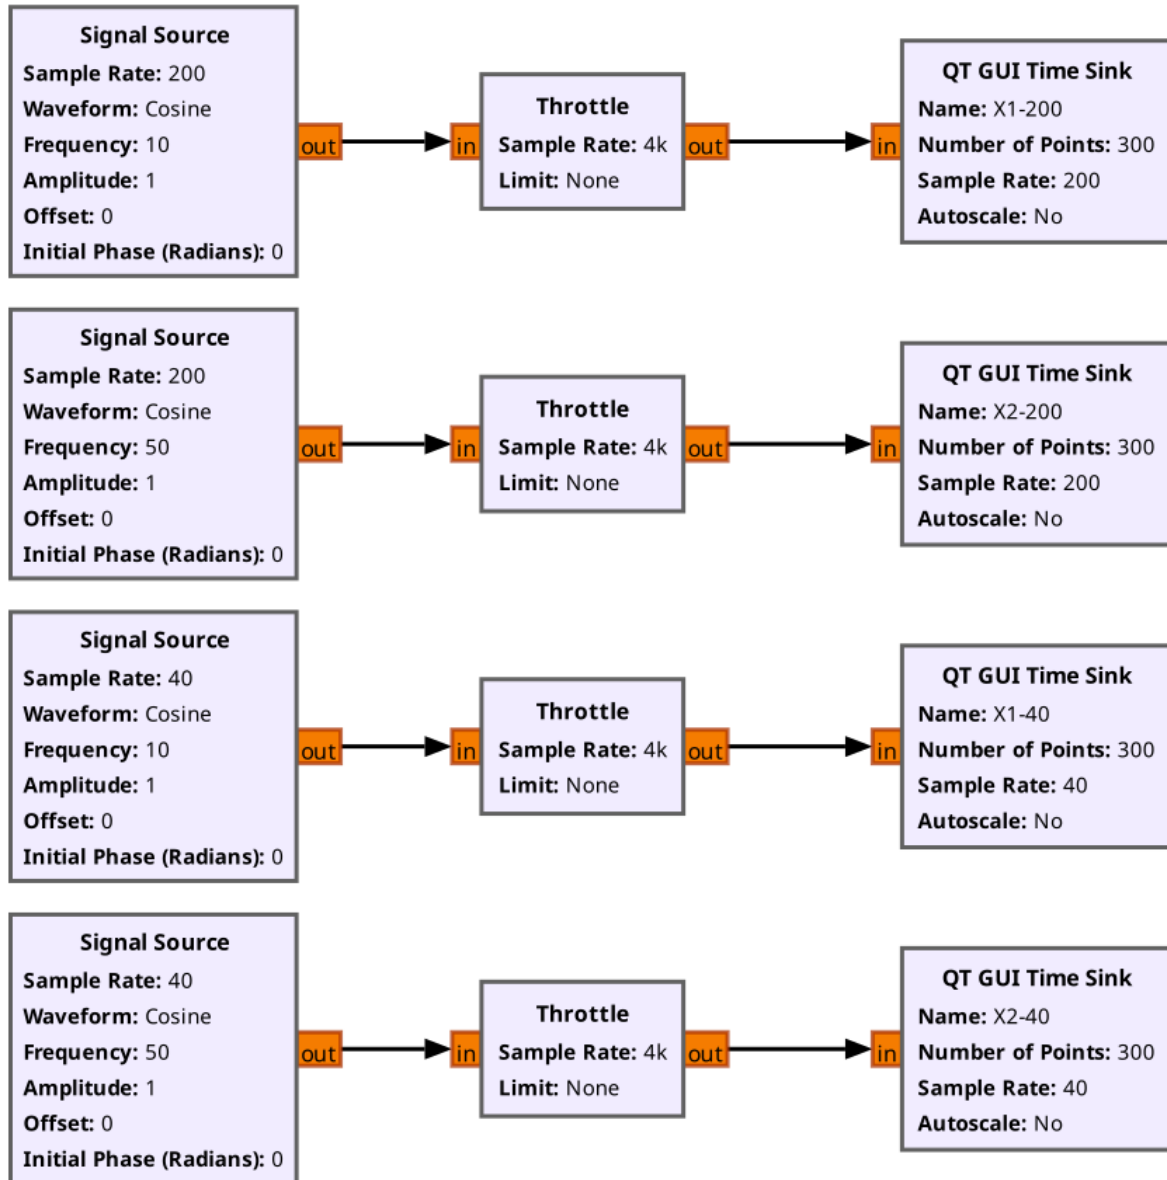 Signal Source
Sample Rate: 200
Waveform: Cosine
Frequency: 10
Amplitude: 1
Offset: 0
Initial Phase (Radians): 0
out
in
Throttle
Sample Rate: 4k
Limit: None
out
in
QT GUI Time Sink
Name: X1-200
Number of Points: 300
Sample Rate: 200
Autoscale: No
Signal Source
Sample Rate: 200
Waveform: Cosine
Frequency: 50
Amplitude: 1
Offset: 0
Initial Phase (Radians): 0
out
in
Throttle
Sample Rate: 4k
Limit: None
out
in
QT GUI Time Sink
Name: X2-200
Number of Points: 300
Sample Rate: 200
Autoscale: No
Signal Source
Sample Rate: 40
Waveform: Cosine
Frequency: 10
Amplitude: 1
Offset: 0
Initial Phase (Radians): 0
out
in
Throttle
Sample Rate: 4k
Limit: None
out
in
QT GUI Time Sink
Name: X1-40
Number of Points: 300
Sample Rate: 40
Autoscale: No
Signal Source
Sample Rate: 40
Waveform: Cosine
Frequency: 50
Amplitude: 1
Offset: 0
Initial Phase (Radians): 0
out
in
Throttle
Sample Rate: 4k
Limit: None
out
in
QT GUI Time Sink
Name: X2-40
Number of Points: 300
Sample Rate: 40
Autoscale: No